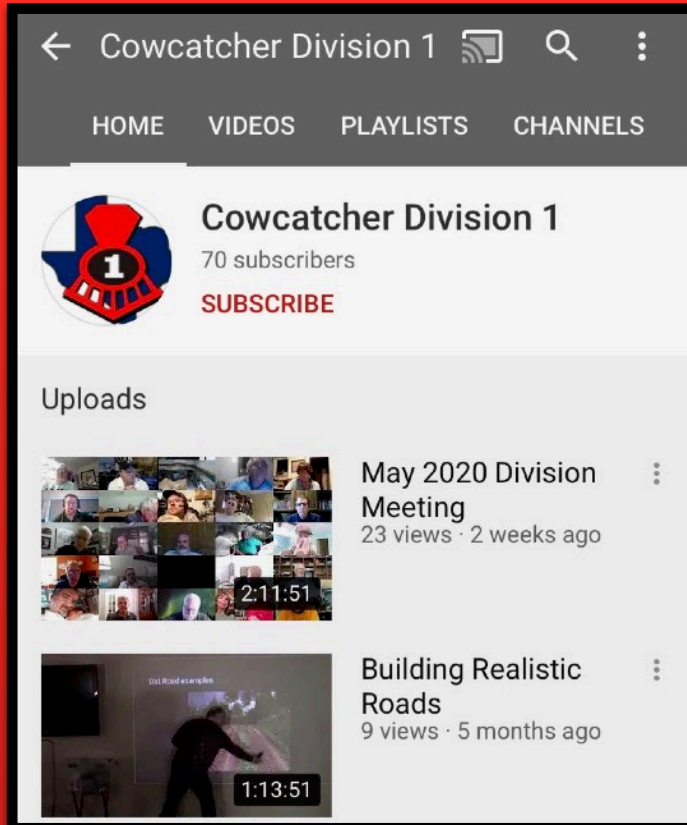 Cowcatcher Division 1
HOME VIDEOS PLAYLISTS CHANNELS
1
Cowcatcher Division 1
70 subscribers
SUBSCRIBE
Uploads
2:11:51
May 2020 Division
Meeting
23 views · 2 weeks ago
Dirt Road examples
1:13:51
Building Realistic
Roads
9 views · 5 months ago